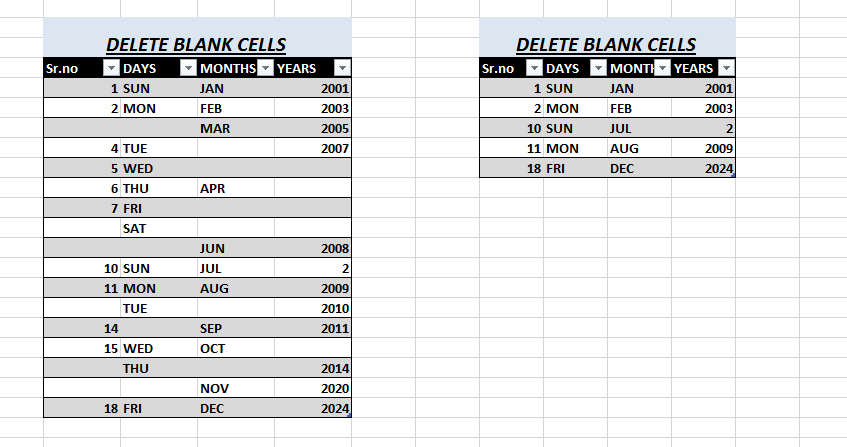 DELETE BLANK CELLS
Sr.no DAYS MONTHS YEARS
1 SUN JAN 2001
2 MON FEB 2003
MAR 2005
4 TUE 2007
5 WED
6 THU APR
7 FRI
SAT
JUN 2008
10 SUN JUL 2
11 MON AUG 2009
TUE 2010
14 SEP 2011
15 WED OCT
THU 2014
NOV 2020
18 FRI DEC 2024
DELETE BLANK CELLS
Sr.no DAYS MONTH YEARS
1 SUN JAN 2001
2 MON FEB 2003
10 SUN JUL 2
11 MON AUG 2009
18 FRI DEC 2024